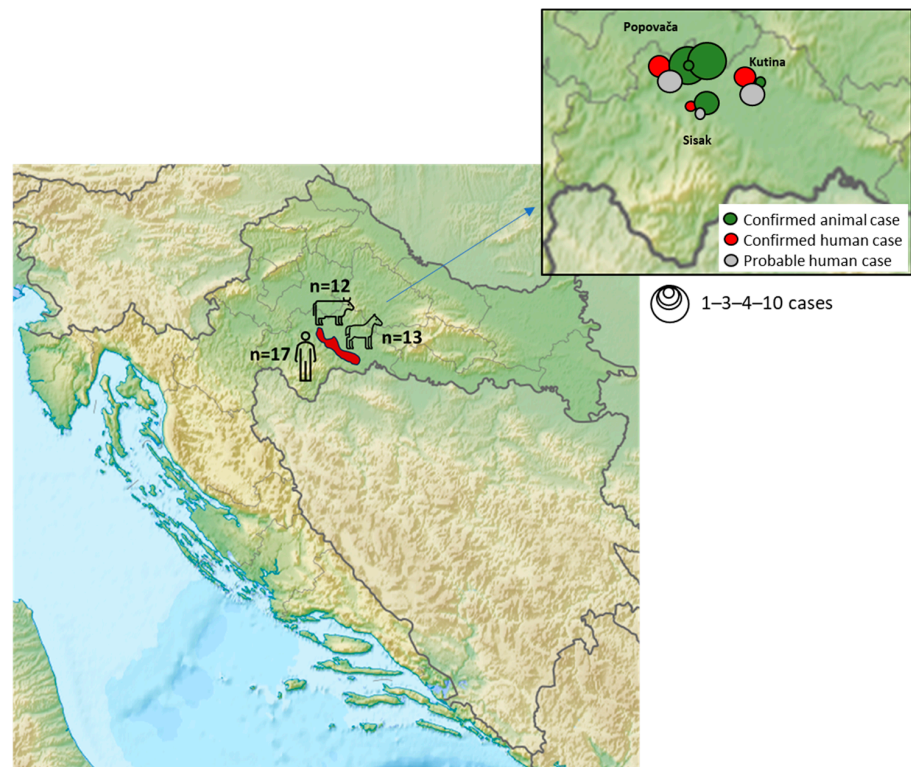 Popovača
Kutina
Sisak
Confirmed animal case
Confirmed human case
Probable human case
1–3–4–10 cases
n=12
n=13
n=17